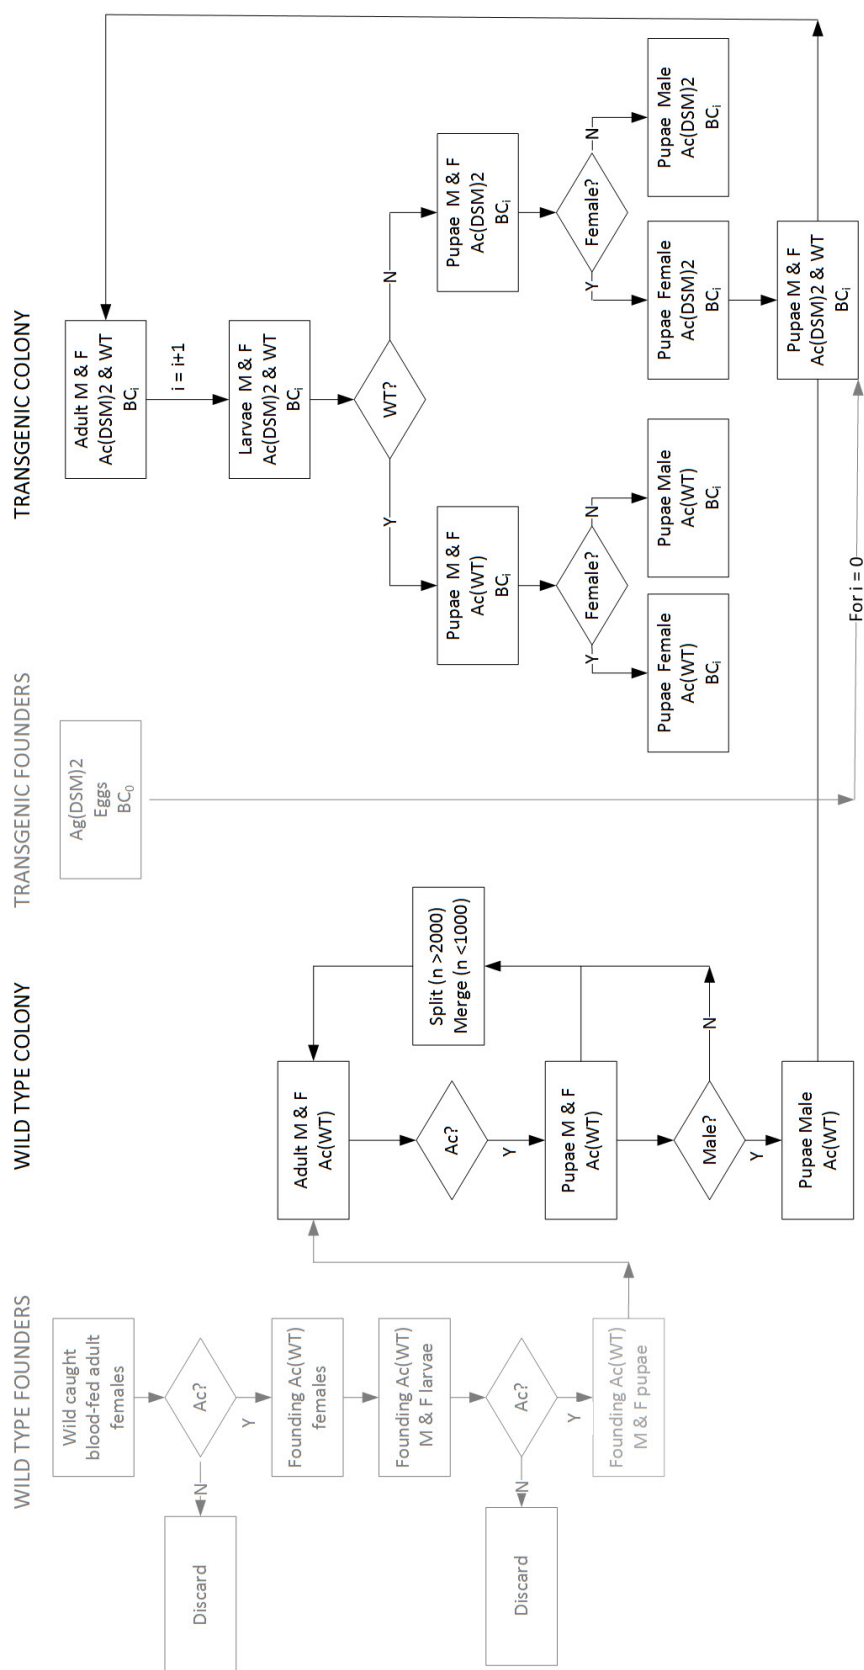 WILD TYPE FOUNDERS
Wild caught
blood-fed adult
females
Ac?
N
Discard
Y
Founding Ac(WT)
females
Founding Ac(WT)
M & F larvae
Ac?
N
Discard
Y
Founding Ac(WT)
M & F pupae
WILD TYPE COLONY
Adult M & F
Ac(WT)
Ac?
Y
Pupae M & F
Ac(WT)
Split (n >2000)
Merge (n <1000)
Male?
N
Y
Pupae Male
Ac(WT)
TRANSGENIC FOUNDERS
Ag(DSM)2
Eggs
BC₀
For i = 0
TRANSGENIC COLONY
Adult M & F
Ac(DSM)2 & WT
BCᵢ
i = i+1
Larvae M & F
Ac(DSM)2 & WT
BCᵢ
WT?
Y
N
Pupae M & F
Ac(WT)
BCᵢ
Female?
Y
N
Pupae Female
Ac(WT)
BCᵢ
Pupae Male
Ac(WT)
BCᵢ
Pupae M & F
Ac(DSM)2
BCᵢ
Female?
Y
N
Pupae Female
Ac(DSM)2
BCᵢ
Pupae Male
Ac(DSM)2
BCᵢ
Pupae M & F
Ac(DSM)2 & WT
BCᵢ